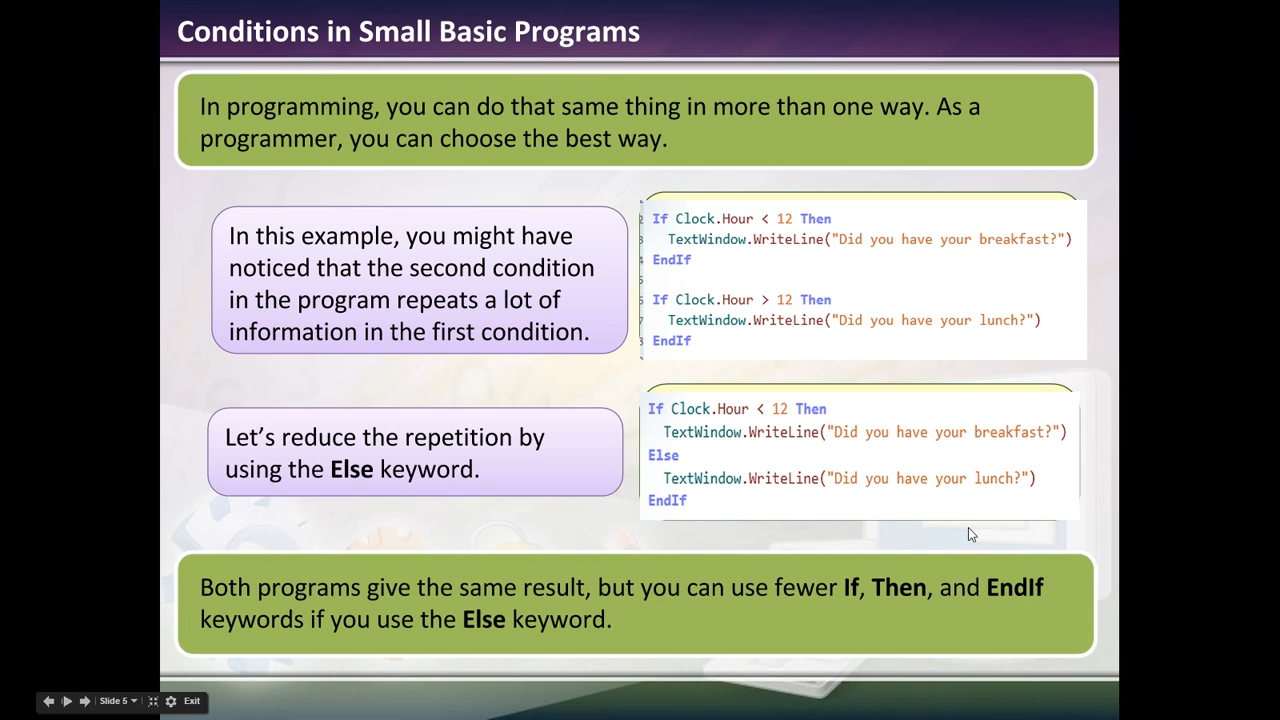 Conditions in Small Basic Programs
In programming, you can do that same thing in more than one way. As a
programmer, you can choose the best way.
In this example, you might have
noticed that the second condition
in the program repeats a lot of
information in the first condition.
If Clock.Hour < 12 Then
TextWindow.WriteLine("Did you have your breakfast?")
EndIf
If Clock.Hour > 12 Then
TextWindow.WriteLine("Did you have your lunch?")
EndIf
Let's reduce the repetition by
using the Else keyword.
If Clock.Hour < 12 Then
TextWindow.WriteLine("Did you have your breakfast?")
Else
TextWindow.WriteLine("Did you have your lunch?")
EndIf
Both programs give the same result, but you can use fewer If, Then, and EndIf
keywords if you use the Else keyword.
Slide 5
Exit